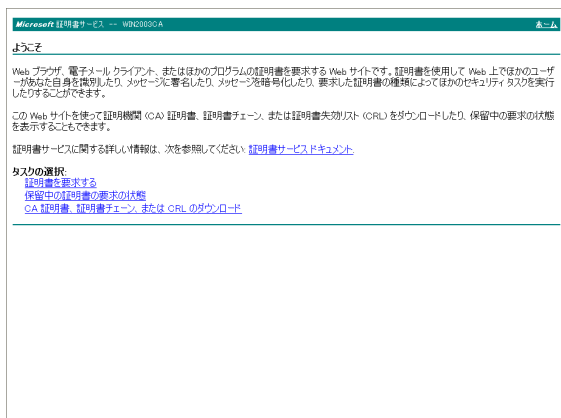 Microsoft 証明書サービス -- WIN2003CA ホーム
ようこそ
Web ブラウザ、電子メール クライアント、またはほかのプログラムの証明書を要求する Web サイトです。証明書を使用して Web 上でほかのユーザ
ーがあなた自身を識別したり、メッセージに署名したり、メッセージを暗号化したり、要求した証明書の種類によってほかのセキュリティ タスクを実行
したりすることができます。
この Web サイトを使って証明機関 (CA) 証明書、証明書チェーン、または証明書失効リスト (CRL) をダウンロードしたり、保留中の要求の状態
を表示することもできます。
証明書サービスに関する詳しい情報は、次を参照してください: 証明書サービスドキュメント.
タスクの選択:
証明書を要求する
保留中の証明書の要求の状態
CA 証明書、証明書チェーン、または CRL のダウンロード